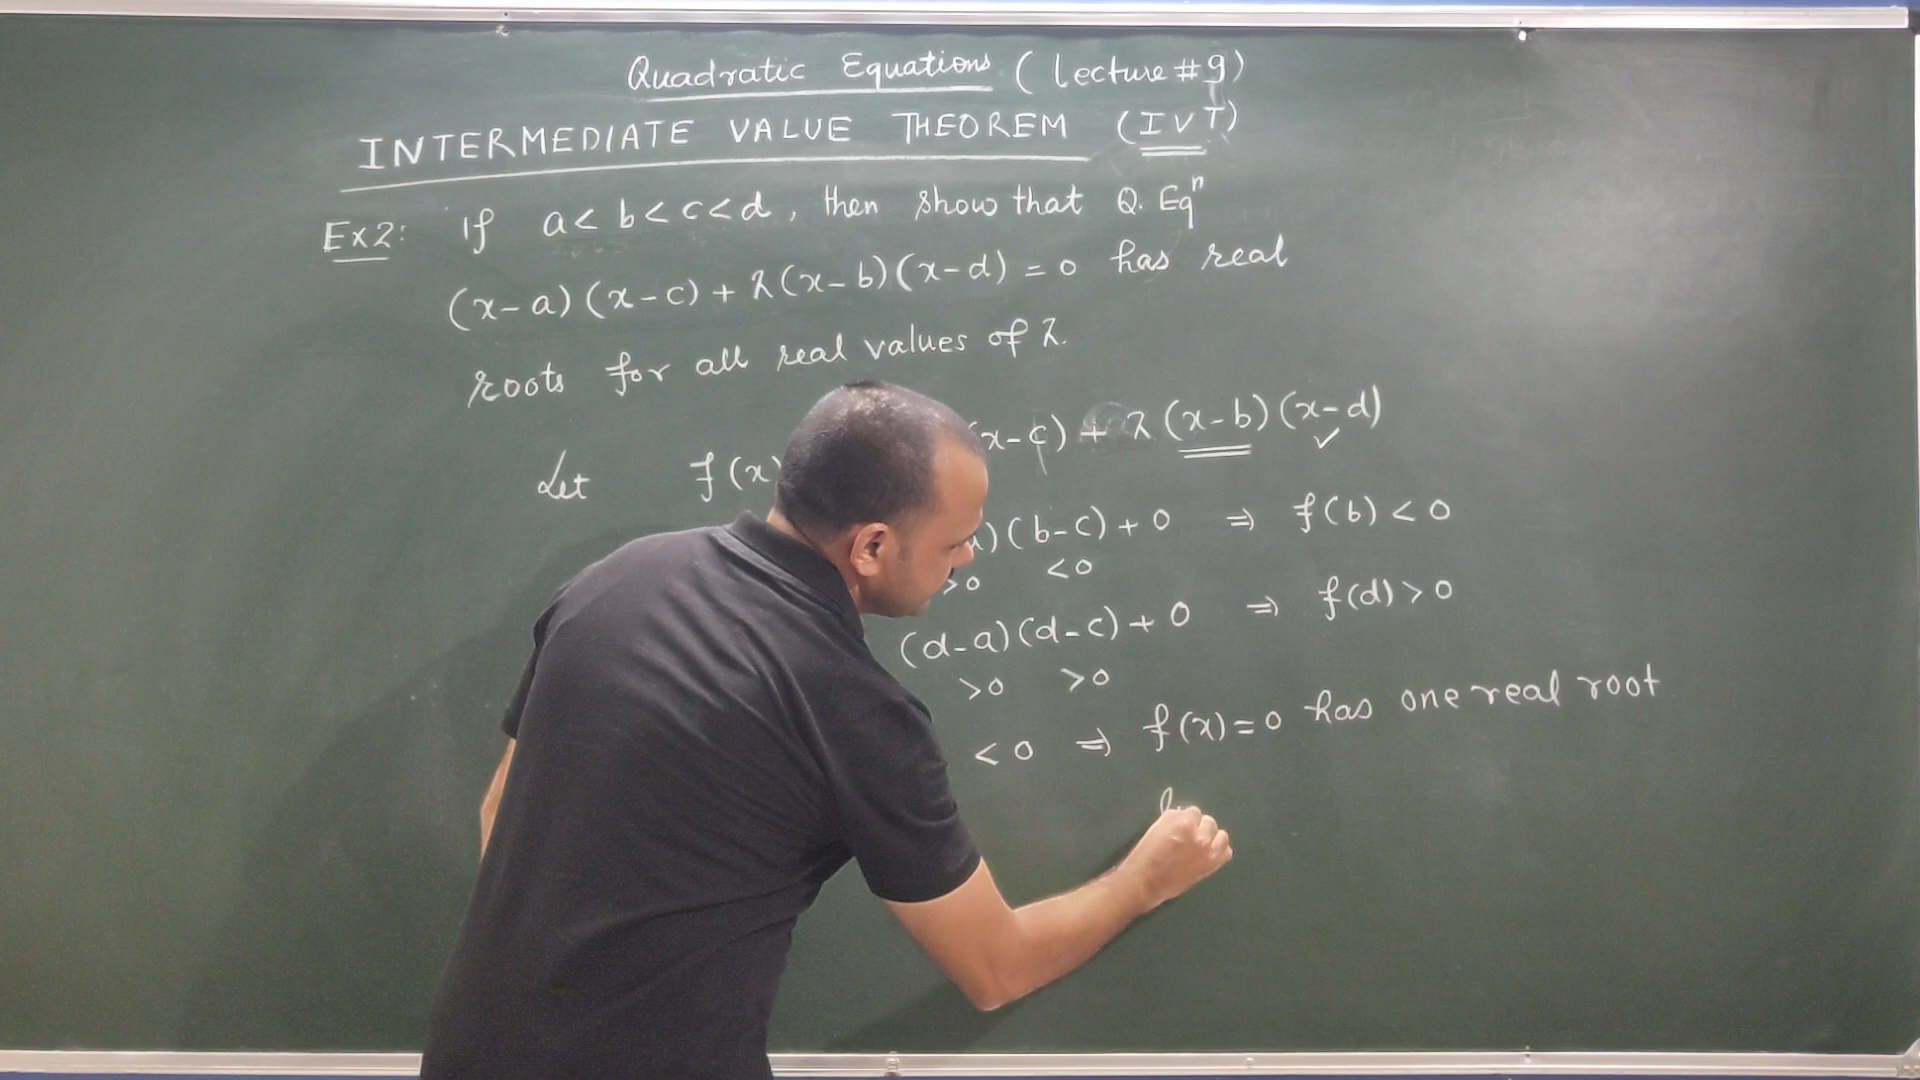 Quadratic Equations (Lecture #9)
INTERMEDIATE VALUE THEOREM (IVT)
Ex2: If a < b < c < d, then show that Q. Eqⁿ
(x-a)(x-c) + λ(x-b)(x-d) = 0 has real
roots for all real values of λ.
Let f(x) x-c) + λ(x-b)(x-d) ✓
)(b-c) + 0 ⇒ f(b) < 0
>0 <0
(d-a)(d-c) + 0 ⇒ f(d) > 0
>0 >0
< 0 ⇒ f(x) = 0 has one real root